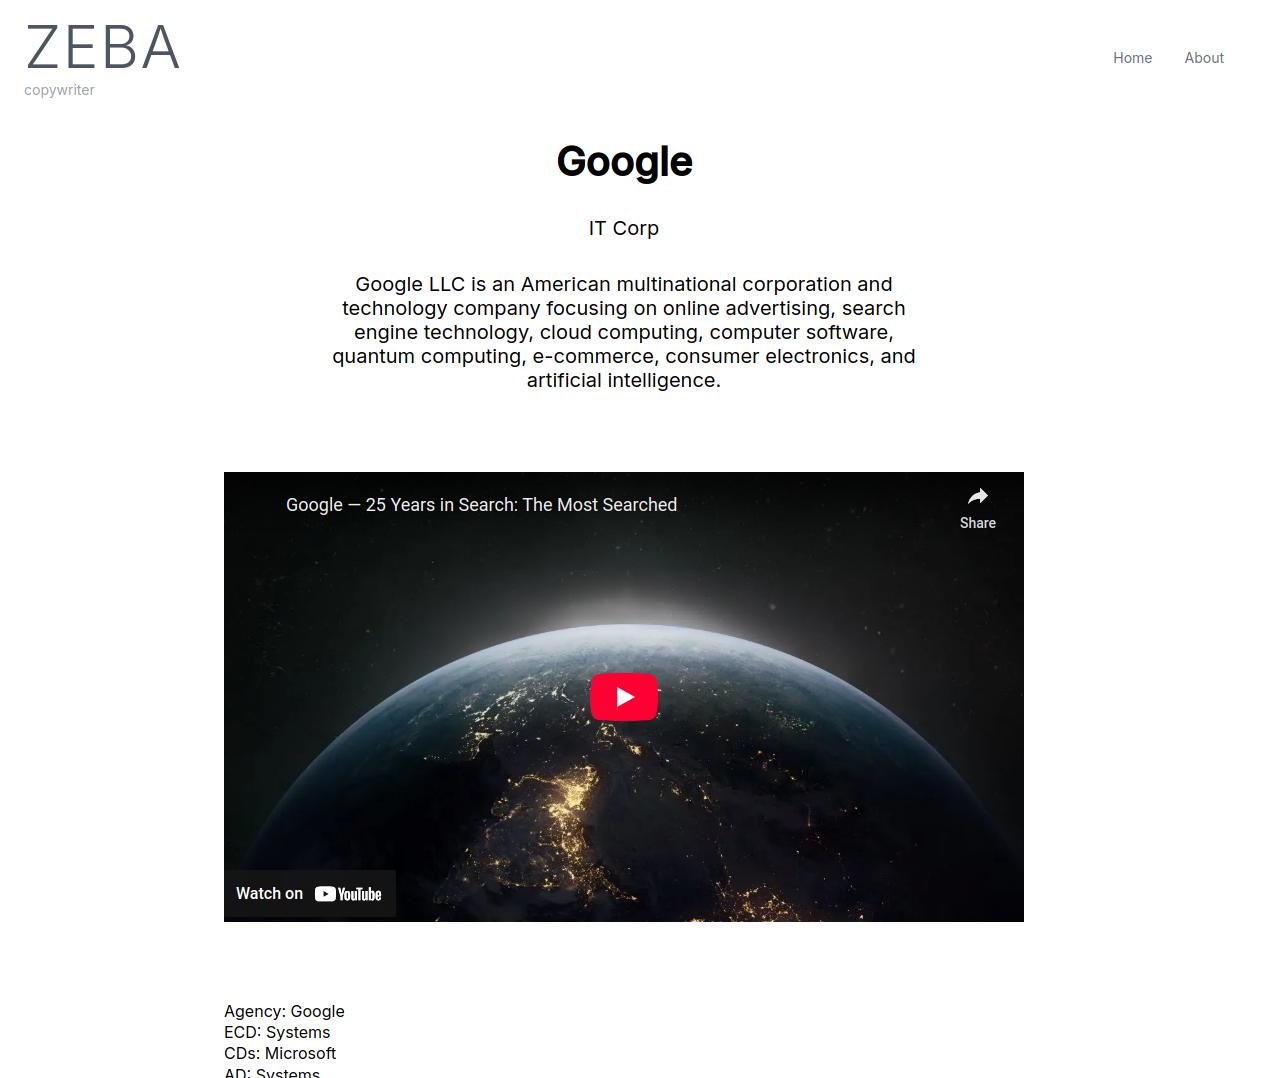 ZEBA
copywriter
Home
About
Google
IT Corp
Google LLC is an American multinational corporation and
technology company focusing on online advertising, search
engine technology, cloud computing, computer software,
quantum computing, e-commerce, consumer electronics, and
artificial intelligence.
Google — 25 Years in Search: The Most Searched
Share
Watch on YouTube
Agency: Google
ECD: Systems
CDs: Microsoft
AD: Systems